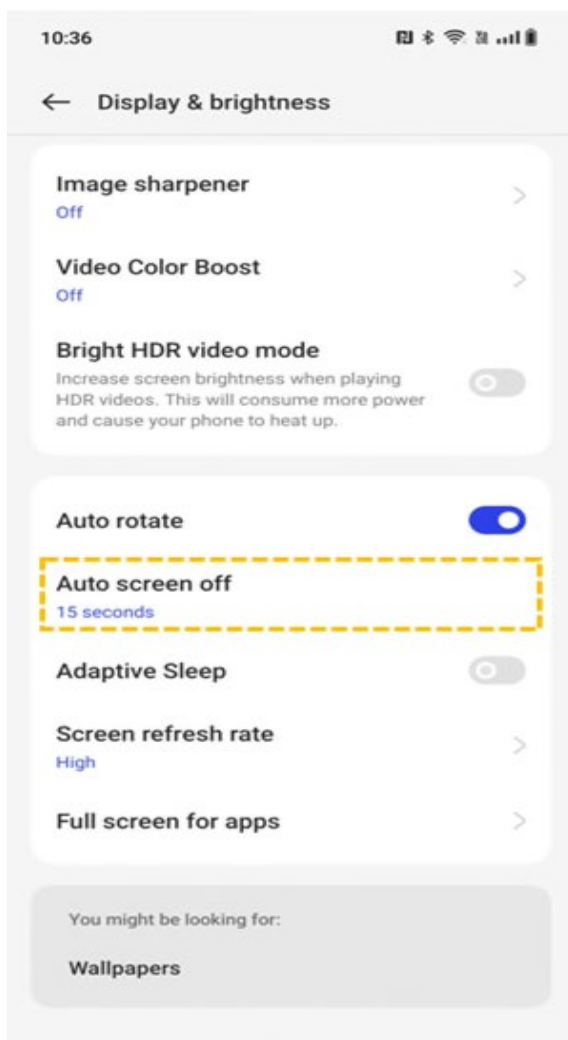 10:36
← Display & brightness
Image sharpener
Off
Video Color Boost
Off
Bright HDR video mode
Increase screen brightness when playing
HDR videos. This will consume more power
and cause your phone to heat up.
Auto rotate
Auto screen off
15 seconds
Adaptive Sleep
Screen refresh rate
High
Full screen for apps
You might be looking for:
Wallpapers